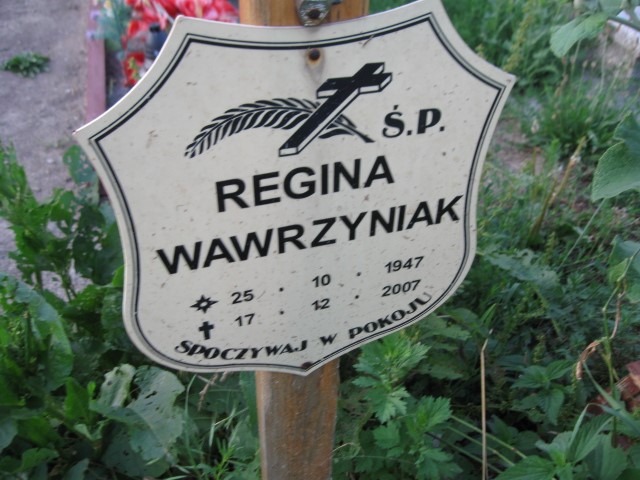 Ś.P.
REGINA
WAWRZYNIAK
25 · 10 · 1947
17 · 12 · 2007
SPOCZYWAJ W POKOJU